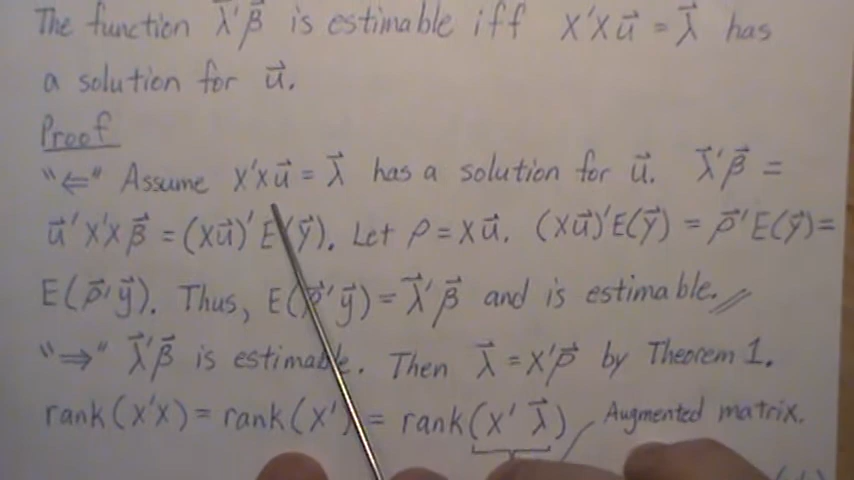 The function λ⃗'β⃗ is estimable iff X'Xu⃗ = λ⃗ has
a solution for u⃗.
Proof
"⇐" Assume X'Xu⃗ = λ⃗ has a solution for u⃗. λ⃗'β⃗ =
u⃗'X'Xβ⃗ = (Xu⃗)'E(y⃗). Let ρ = Xu⃗. (Xu⃗)'E(y⃗) = ρ⃗'E(y⃗) =
E(ρ⃗'y⃗). Thus, E(ρ⃗'y⃗) = λ⃗'β⃗ and is estimable. //
"⇒" λ⃗'β⃗ is estimable. Then λ⃗ = X'ρ⃗ by Theorem 1.
rank(X'X) = rank(X') = rank(X' λ⃗) Augmented matrix.